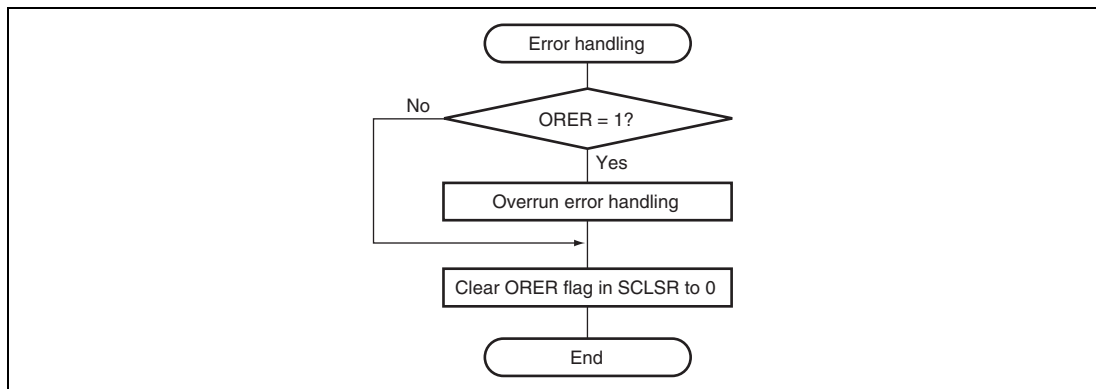 Error handling
No
ORER = 1?
Yes
Overrun error handling
Clear ORER flag in SCLSR to 0
End